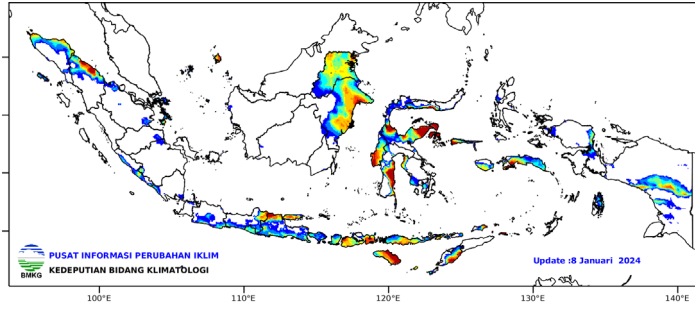 PUSAT INFORMASI PERUBAHAN IKLIM
KEDEPUTIAN BIDANG KLIMATOLOGI
BMKG
Update :8 Januari 2024
100°E 110°E 120°E 130°E 140°E